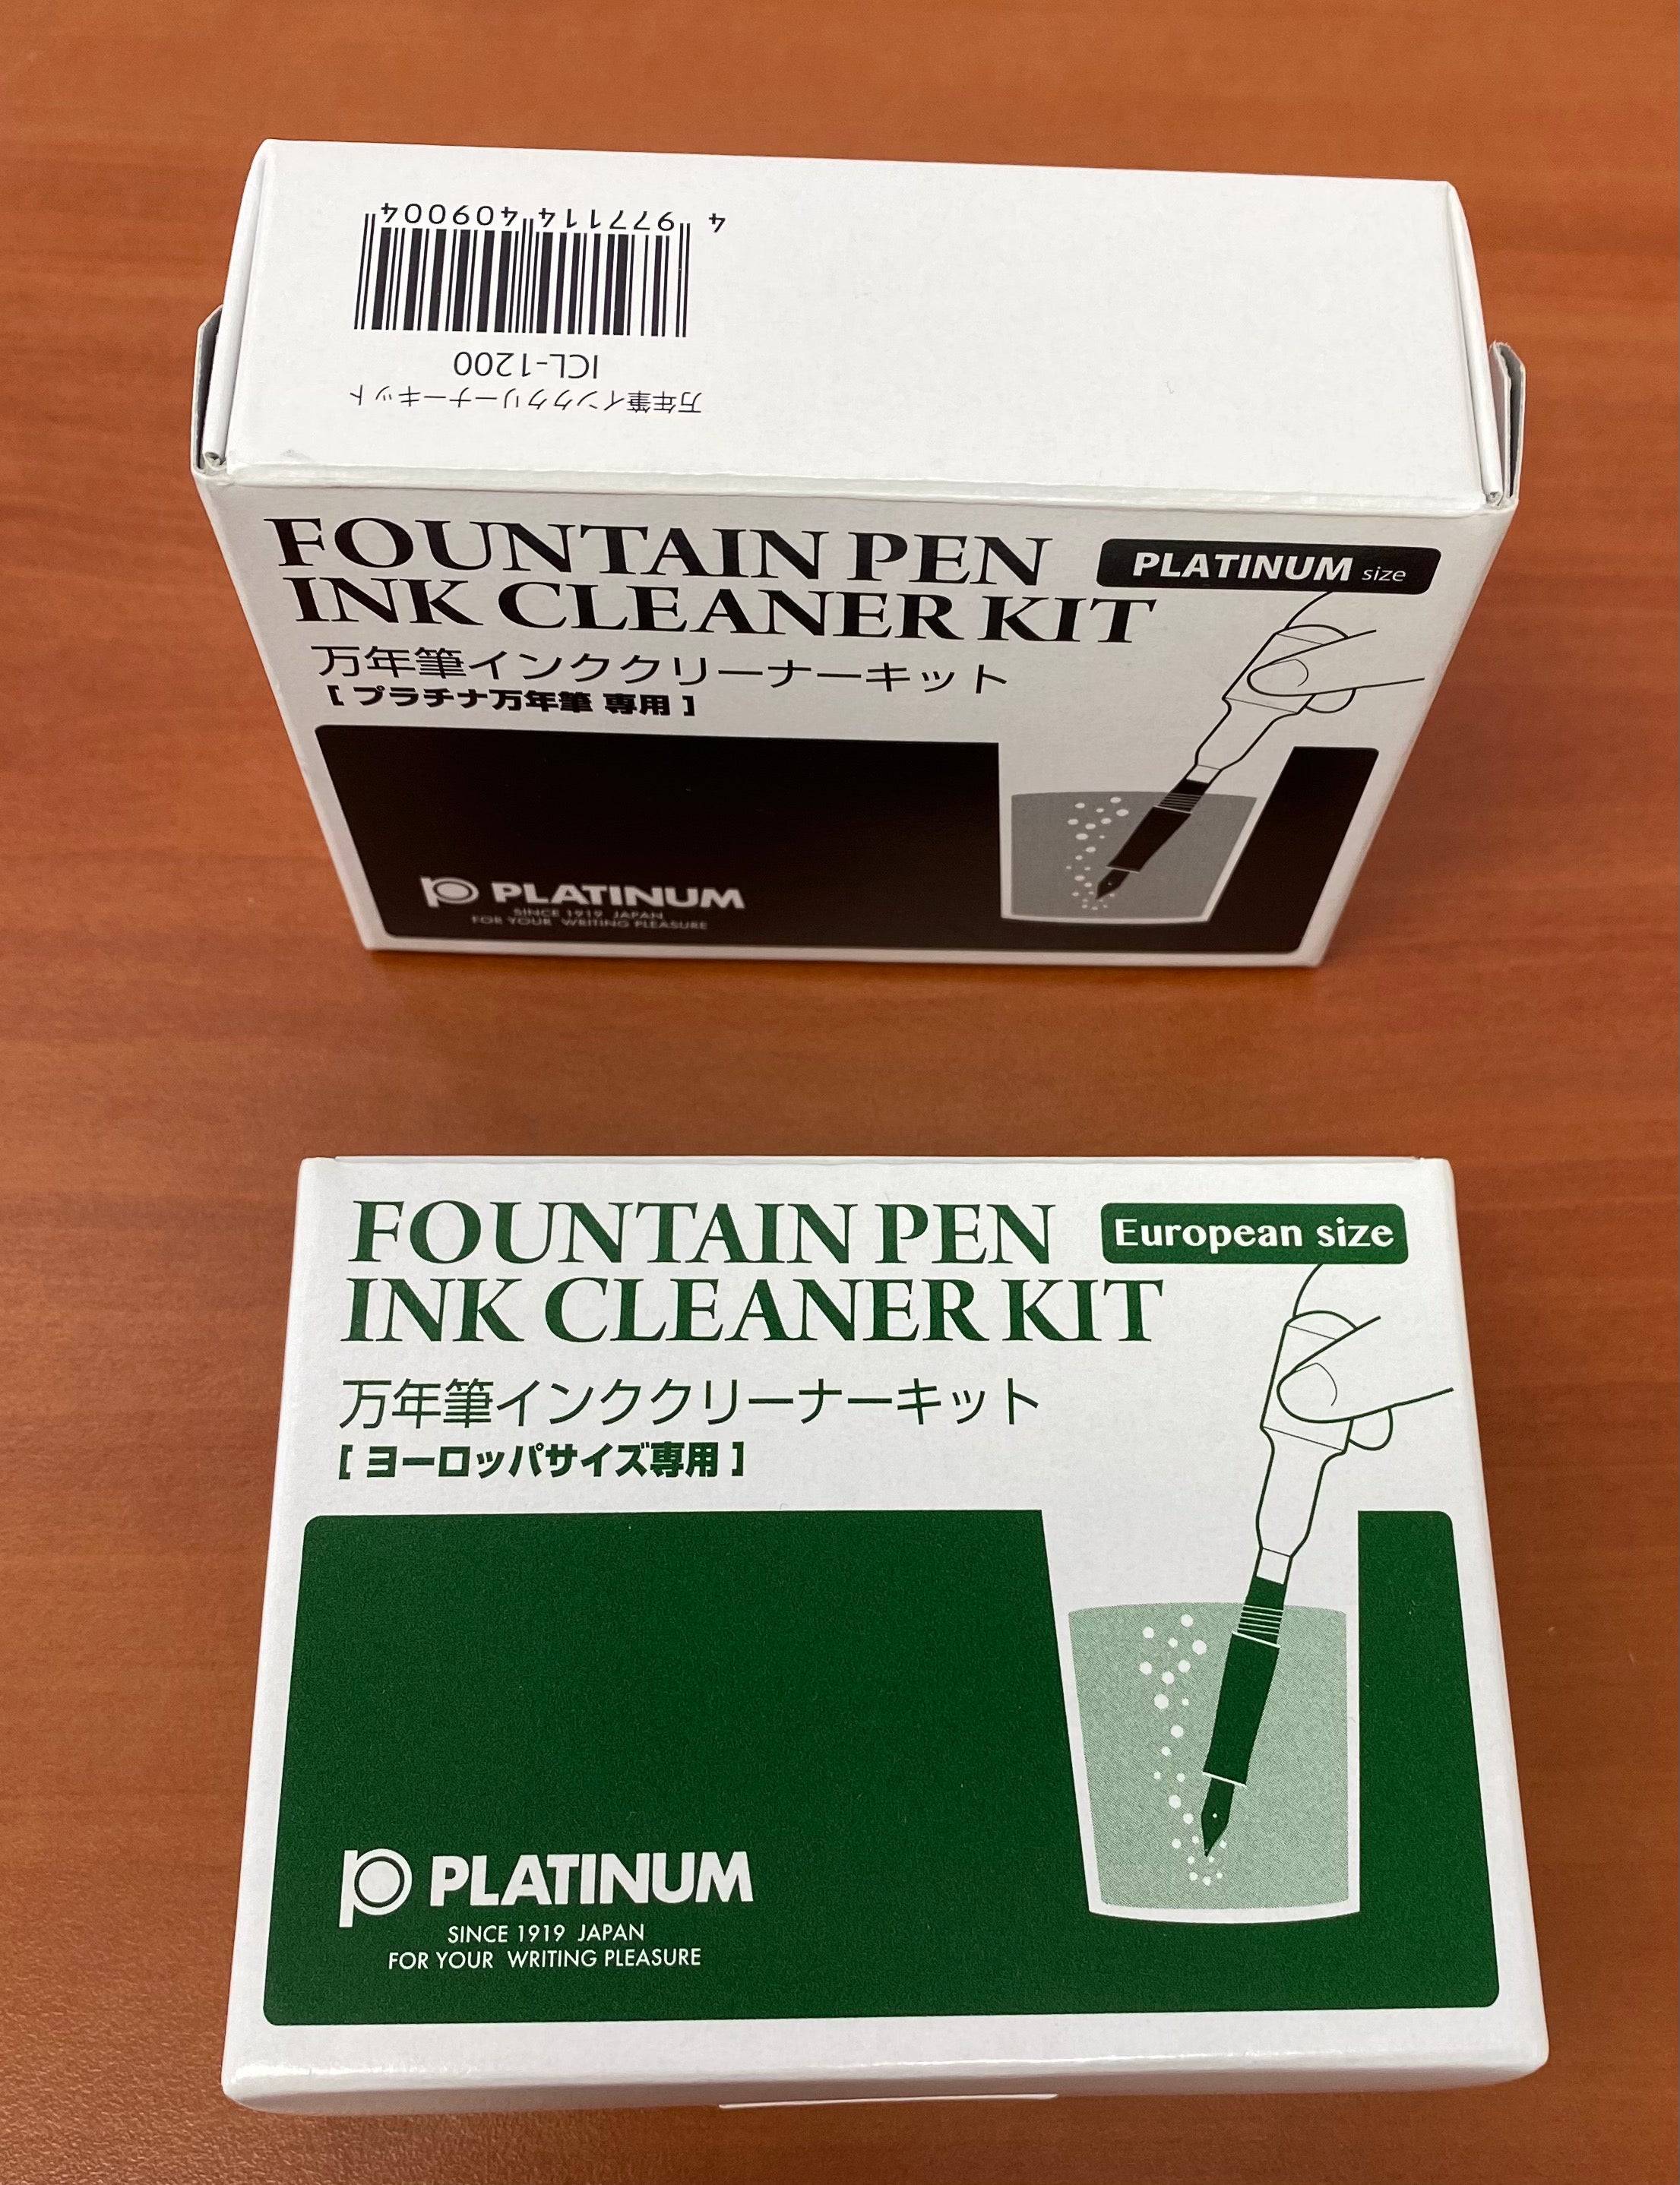 4 977114 409004
ICL-1200
万年筆インククリーナーキット
FOUNTAIN PEN
INK CLEANER KIT
PLATINUM size
万年筆インククリーナーキット
[ プラチナ万年筆 専用 ]
PLATINUM
SINCE 1919 JAPAN
FOR YOUR WRITING PLEASURE
FOUNTAIN PEN
INK CLEANER KIT
European size
万年筆インククリーナーキット
[ ヨーロッパサイズ専用 ]
PLATINUM
SINCE 1919 JAPAN
FOR YOUR WRITING PLEASURE